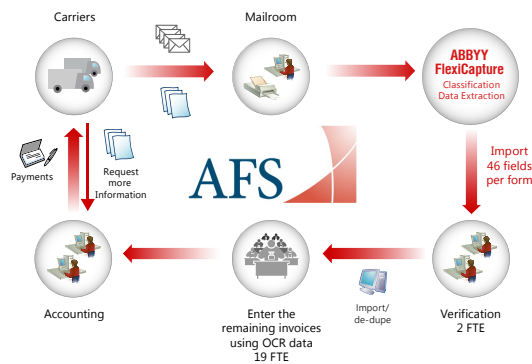 Carriers
Mailroom
ABBYY
FlexiCapture
Classification
Data Extraction
Payments
Request
more
Information
AFS
Import
46 fields
per form
Accounting
Enter the
remaining invoices
using OCR data
19 FTE
Import/
de-dupe
Verification
2 FTE